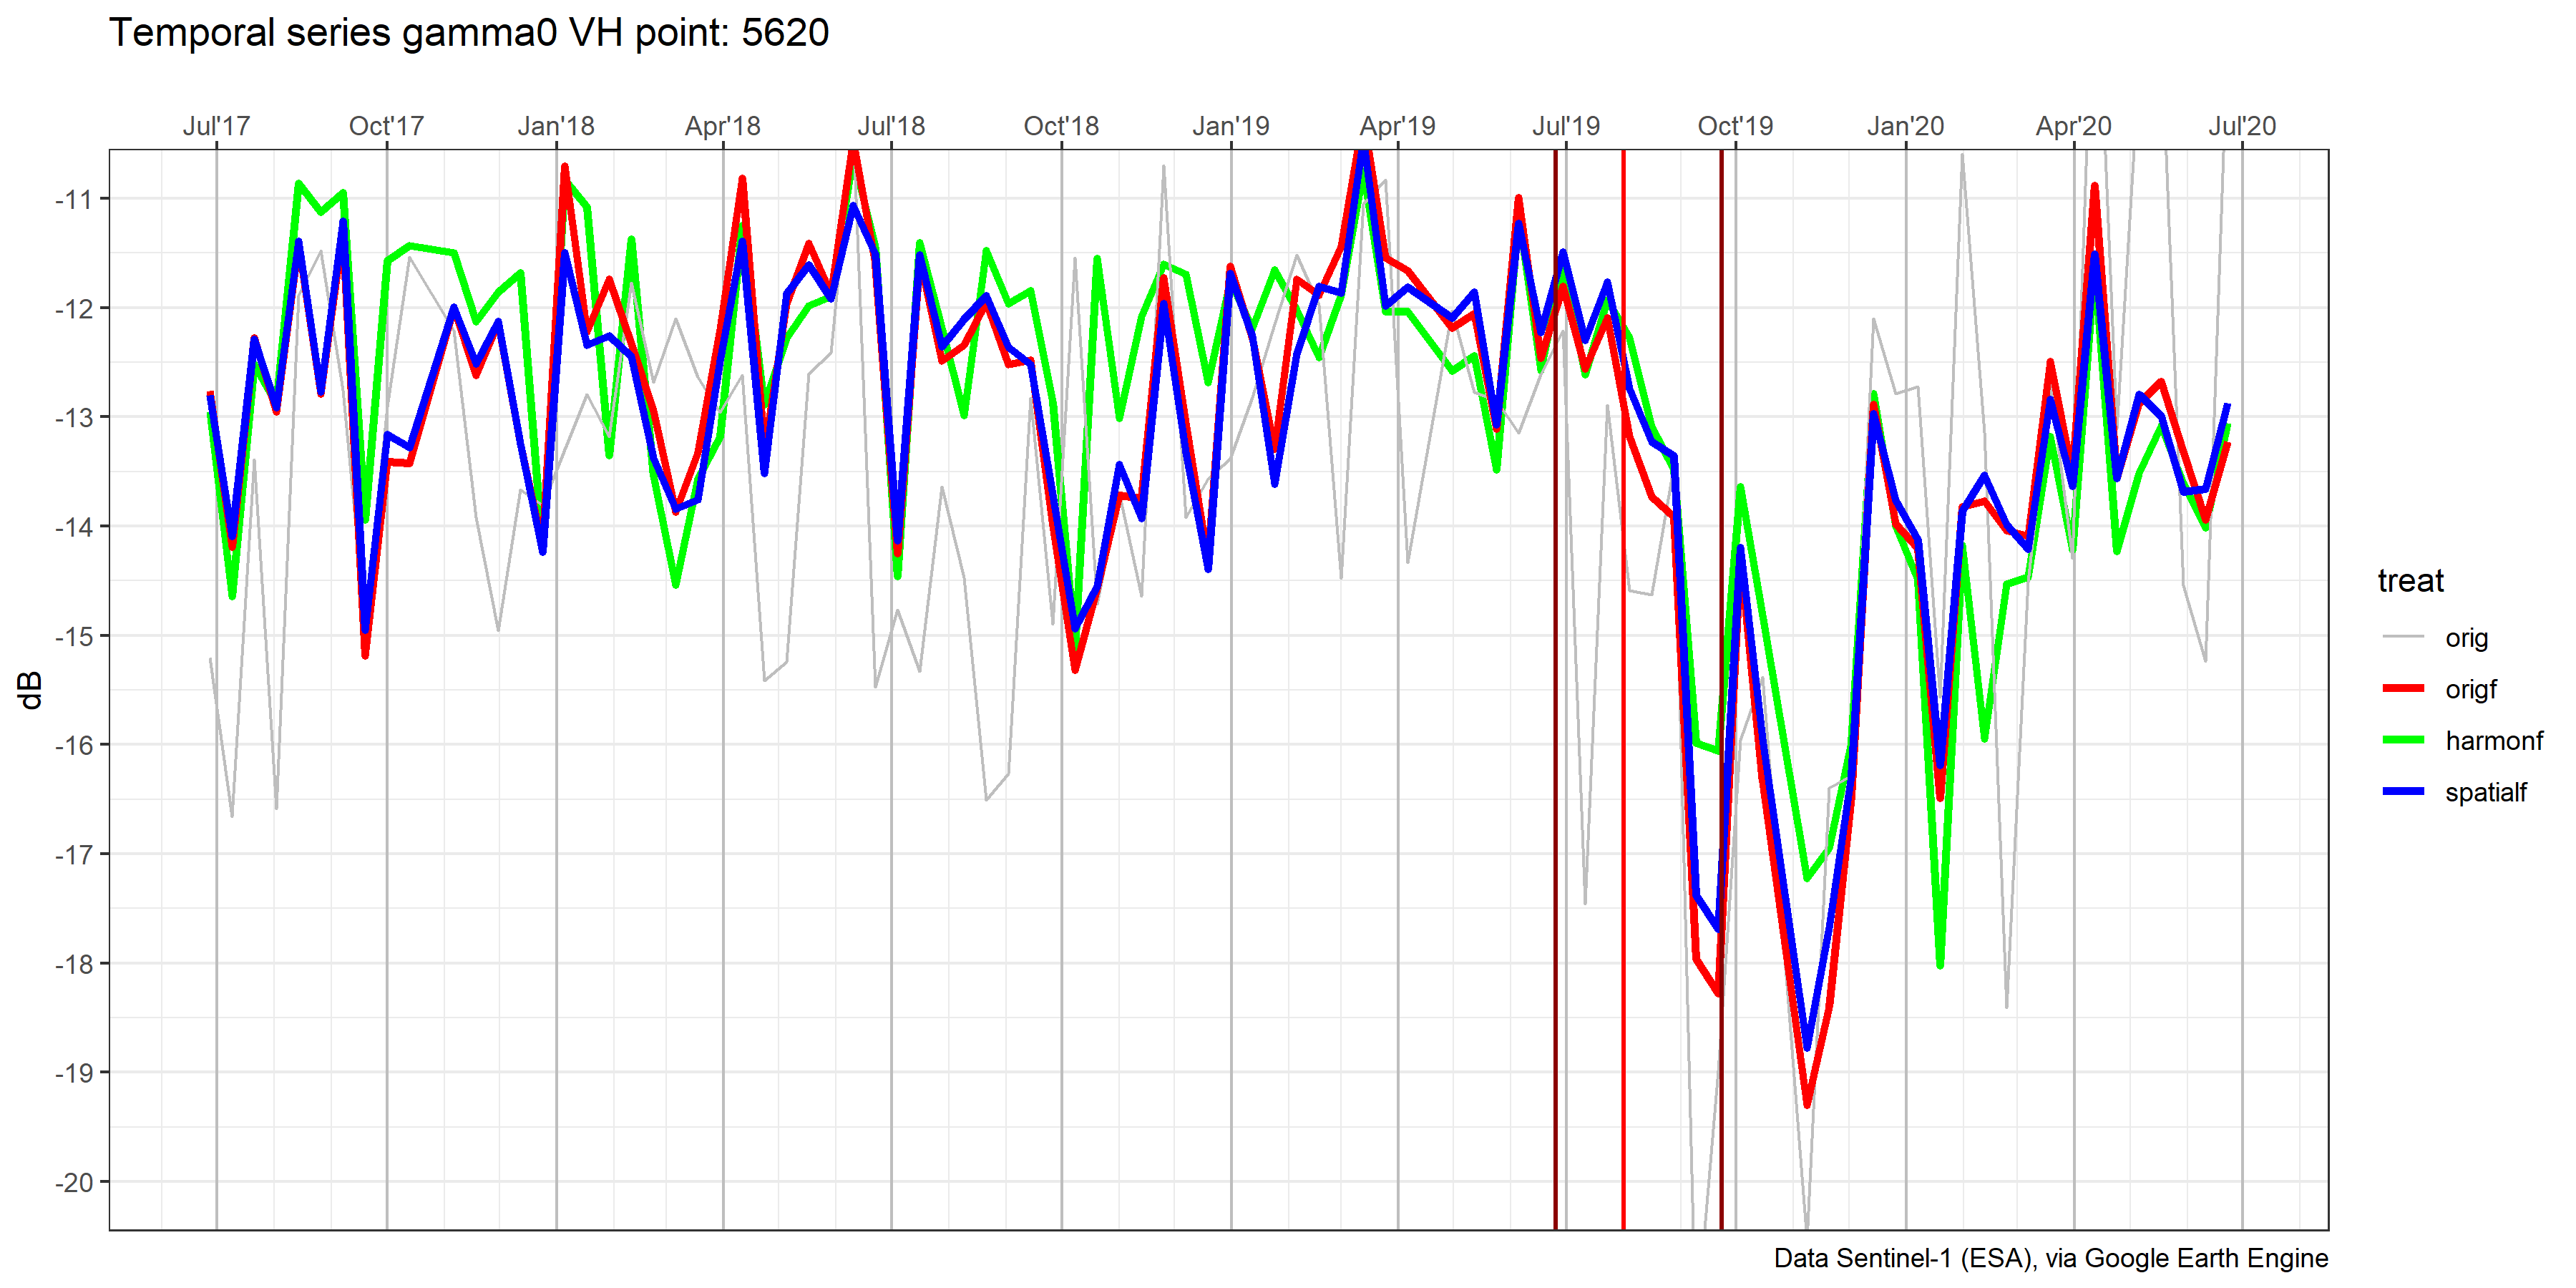 Temporal series gamma0 VH point: 5620
Jul'17 Oct'17 Jan'18 Apr'18 Jul'18 Oct'18 Jan'19 Apr'19 Jul'19 Oct'19 Jan'20 Apr'20 Jul'20
-11
-12
-13
-14
-15
-16
-17
-18
-19
-20
dB
treat
orig
origf
harmonf
spatialf
Data Sentinel-1 (ESA), via Google Earth Engine